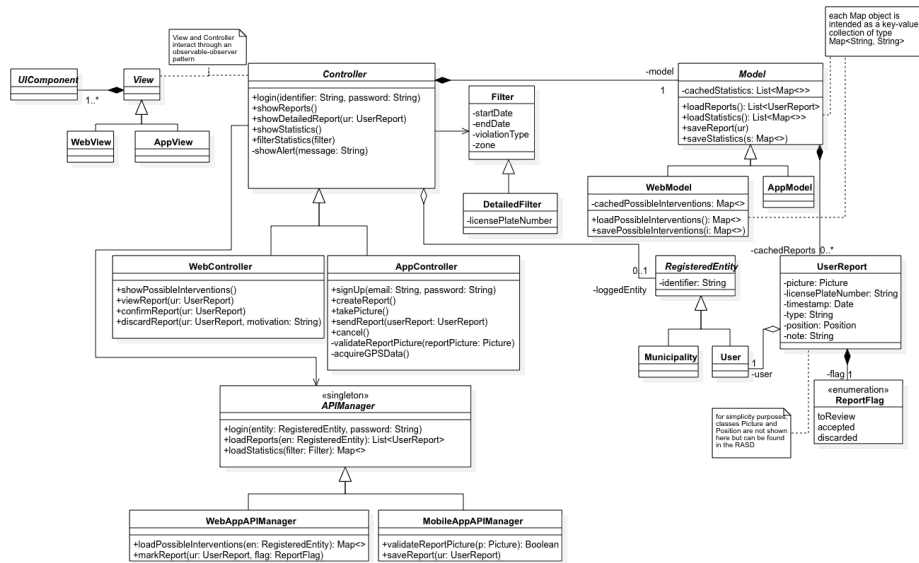 each Map object is
intended as a key-value
collection of type
Map<String, String>
View and Controller
interact through an
observable-observer
pattern
UIComponent
1..*
View
WebView
AppView
Controller
+login(identifier: String, password: String)
+showReports()
+showDetailedReport(ur: UserReport)
+showStatistics()
+filterStatistics(filter)
-showAlert(message: String)
-model
1
Filter
-startDate
-endDate
-violationType
-zone
DetailedFilter
-licensePlateNumber
Model
-cachedStatistics: List<Map<>>
+loadReports(): List<UserReport>
+loadStatistics(): List<Map<>>
+saveReport(ur)
+saveStatistics(s: Map<>)
WebModel
-cachedPossibleInterventions: Map<>
+loadPossibleInterventions(): Map<>
+savePossibleInterventions(i: Map<>)
AppModel
-cachedReports
0..*
WebController
+showPossibleInterventions()
+viewReport(ur: UserReport)
+confirmReport(ur: UserReport)
+discardReport(ur: UserReport, motivation: String)
AppController
+signUp(email: String, password: String)
+createReport()
+takePicture()
+sendReport(userReport: UserReport)
+cancel()
-validateReportPicture(reportPicture: Picture)
-acquireGPSData()
0..1
-loggedEntity
RegisteredEntity
-identifier: String
Municipality
User
1
-user
UserReport
-picture: Picture
-licensePlateNumber: String
-timestamp: Date
-type: String
-position: Position
-note: String
-flag
1
«enumeration»
ReportFlag
toReview
accepted
discarded
for simplicity purposes,
classes Picture and
Position are not shown
here but can be found
in the RASD
«singleton»
APIManager
+login(entity: RegisteredEntity, password: String)
+loadReports(en: RegisteredEntity): List<UserReport>
+loadStatistics(filter: Filter): Map<>
WebAppAPIManager
+loadPossibleInterventions(en: RegisteredEntity): Map<>
+markReport(ur: UserReport, flag: ReportFlag)
MobileAppAPIManager
+validateReportPicture(p: Picture): Boolean
+saveReport(ur: UserReport)